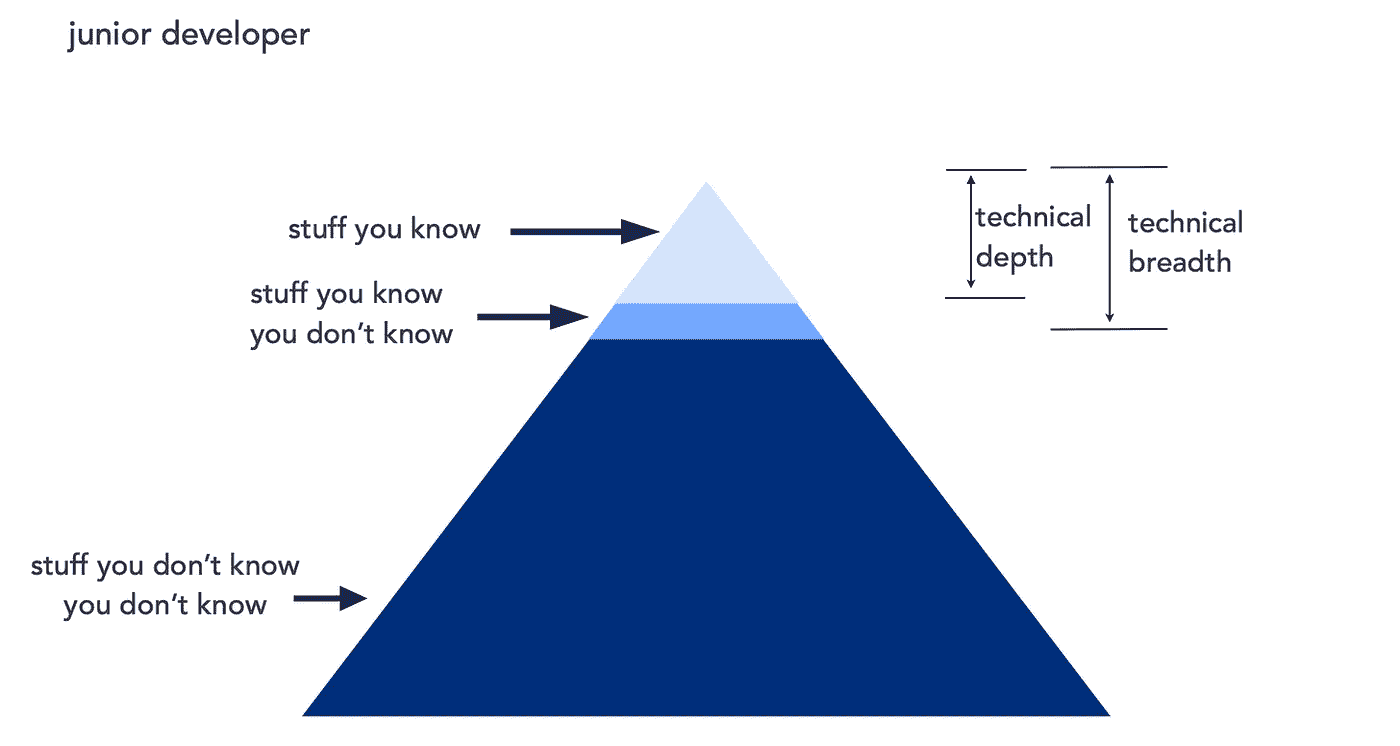 junior developer
stuff you know
stuff you know
you don’t know
stuff you don’t know
you don’t know
technical
depth
technical
breadth